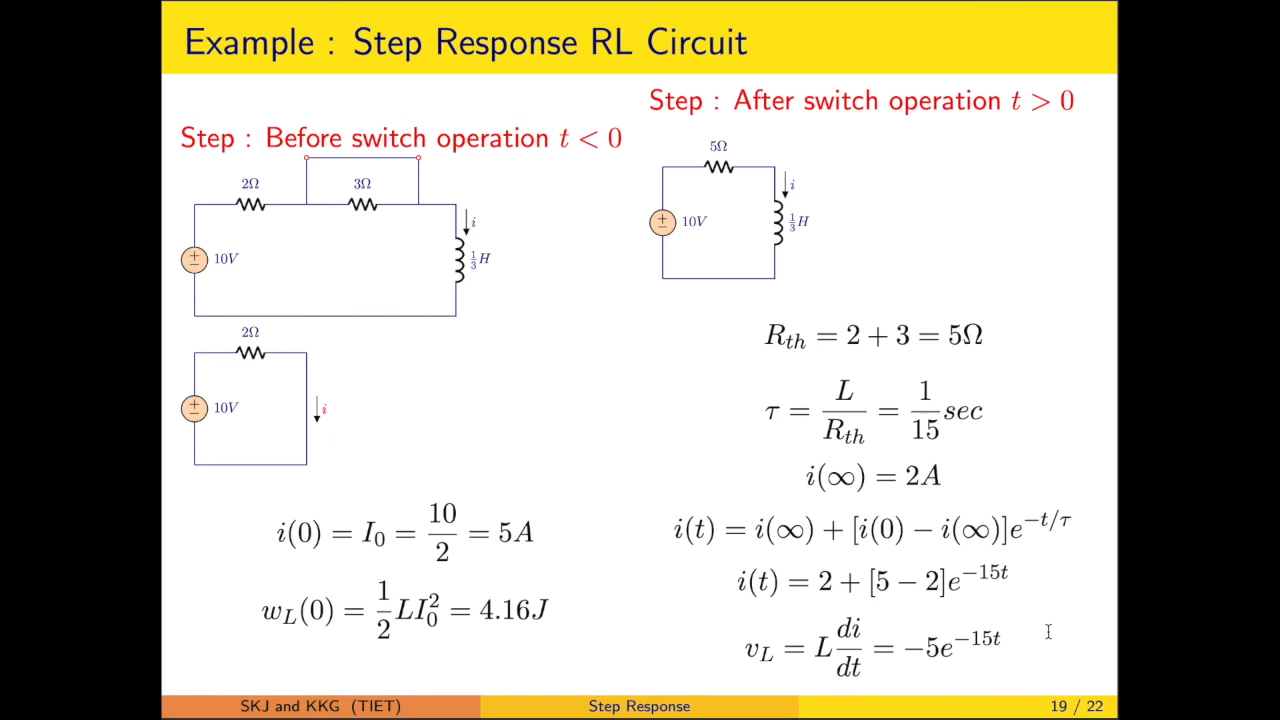 Example : Step Response RL Circuit
Step : Before switch operation t < 0
2Ω
3Ω
10V
i
1/3 H
2Ω
10V
i
i(0) = I₀ = 10/2 = 5A
w_L(0) = 1/2 LI₀² = 4.16J
Step : After switch operation t > 0
5Ω
10V
i
1/3 H
R_th = 2 + 3 = 5Ω
τ = L/R_th = 1/15 sec
i(∞) = 2A
i(t) = i(∞) + [i(0) − i(∞)]e^{−t/τ}
i(t) = 2 + [5 − 2]e^{−15t}
v_L = L di/dt = −5e^{−15t}
SKJ and KKG (TIET)
Step Response
19 / 22